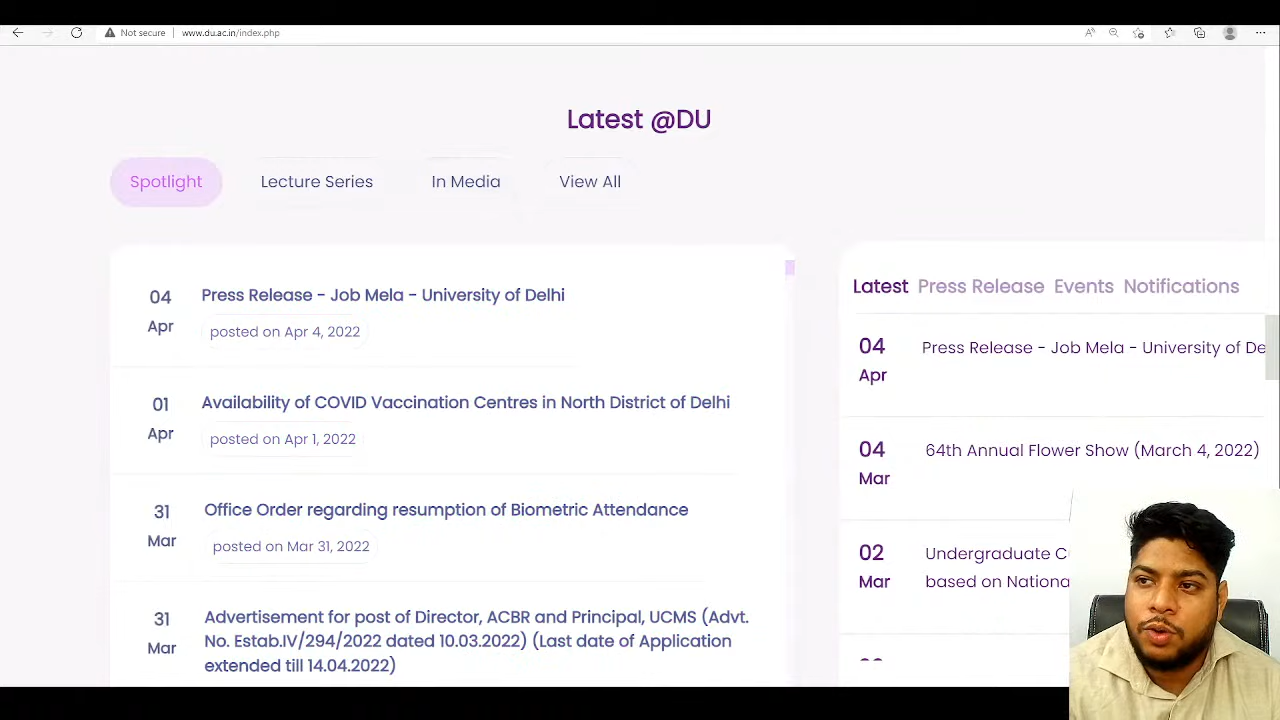 Not secure
www.du.ac.in/index.php
Latest @DU
Spotlight
Lecture Series
In Media
View All
04
Apr
Press Release - Job Mela - University of Delhi
posted on Apr 4, 2022
01
Apr
Availability of COVID Vaccination Centres in North District of Delhi
posted on Apr 1, 2022
31
Mar
Office Order regarding resumption of Biometric Attendance
posted on Mar 31, 2022
31
Mar
Advertisement for post of Director, ACBR and Principal, UCMS (Advt.
No. Estab.IV/294/2022 dated 10.03.2022) (Last date of Application
extended till 14.04.2022)
Latest Press Release Events Notifications
04
Apr
Press Release - Job Mela - University of De
04
Mar
64th Annual Flower Show (March 4, 2022)
02
Mar
Undergraduate C
based on Nationa